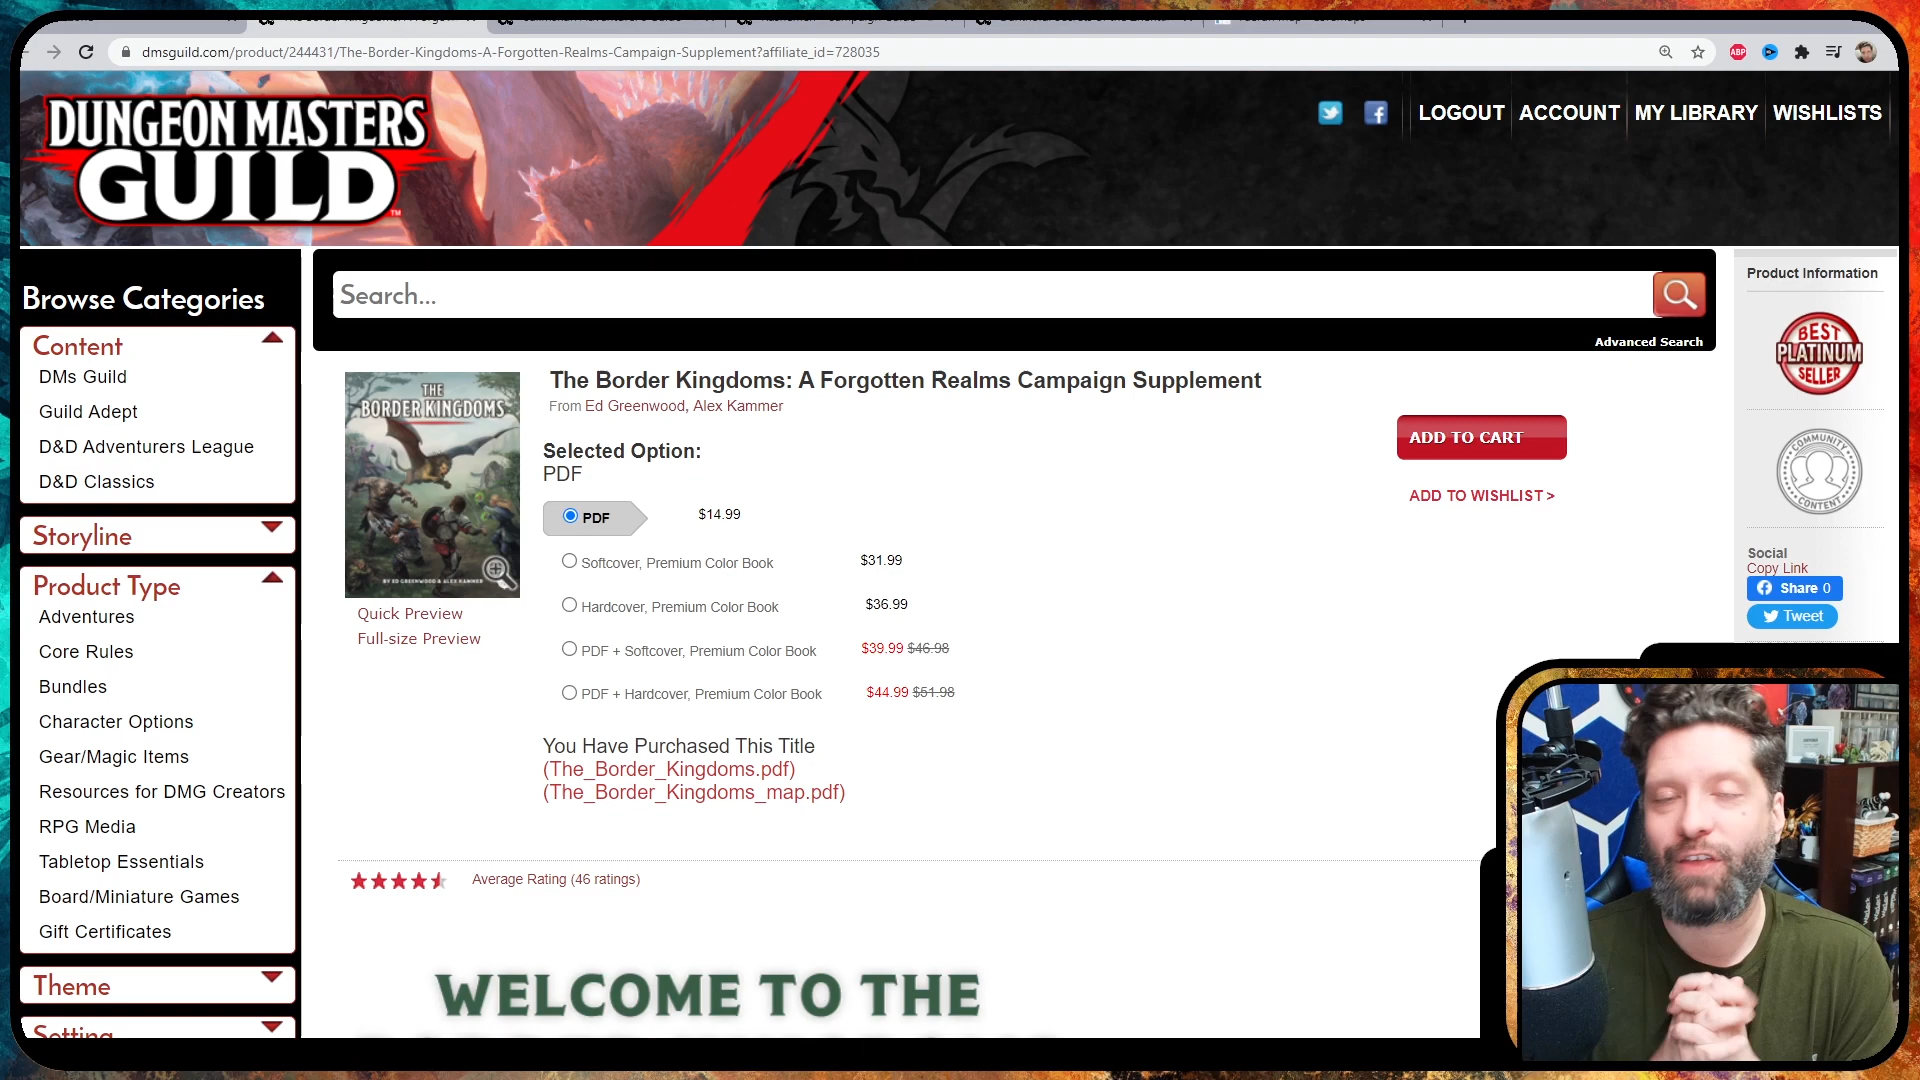 dmsguild.com/product/244431/The-Border-Kingdoms-A-Forgotten-Realms-Campaign-Supplement?affiliate_id=728035
ABP
DUNGEON MASTERS
GUILD
LOGOUT
ACCOUNT
MY LIBRARY
WISHLISTS
Browse Categories
Content
DMs Guild
Guild Adept
D&D Adventurers League
D&D Classics
Storyline
Product Type
Adventures
Core Rules
Bundles
Character Options
Gear/Magic Items
Resources for DMG Creators
RPG Media
Tabletop Essentials
Board/Miniature Games
Gift Certificates
Theme
Setting
Search...
Advanced Search
THE
BORDER KINGDOMS
BY ED GREENWOOD & ALEX KAMMER
Quick Preview
Full-size Preview
The Border Kingdoms: A Forgotten Realms Campaign Supplement
From Ed Greenwood, Alex Kammer
Selected Option:
PDF
PDF $14.99
Softcover, Premium Color Book $31.99
Hardcover, Premium Color Book $36.99
PDF + Softcover, Premium Color Book $39.99 $46.98
PDF + Hardcover, Premium Color Book $44.99 $51.98
You Have Purchased This Title
(The_Border_Kingdoms.pdf)
(The_Border_Kingdoms_map.pdf)
ADD TO CART
ADD TO WISHLIST >
Average Rating (46 ratings)
WELCOME TO THE
Product Information
BEST
PLATINUM
SELLER
COMMUNITY
CONTENT
Social
Copy Link
Share 0
Tweet